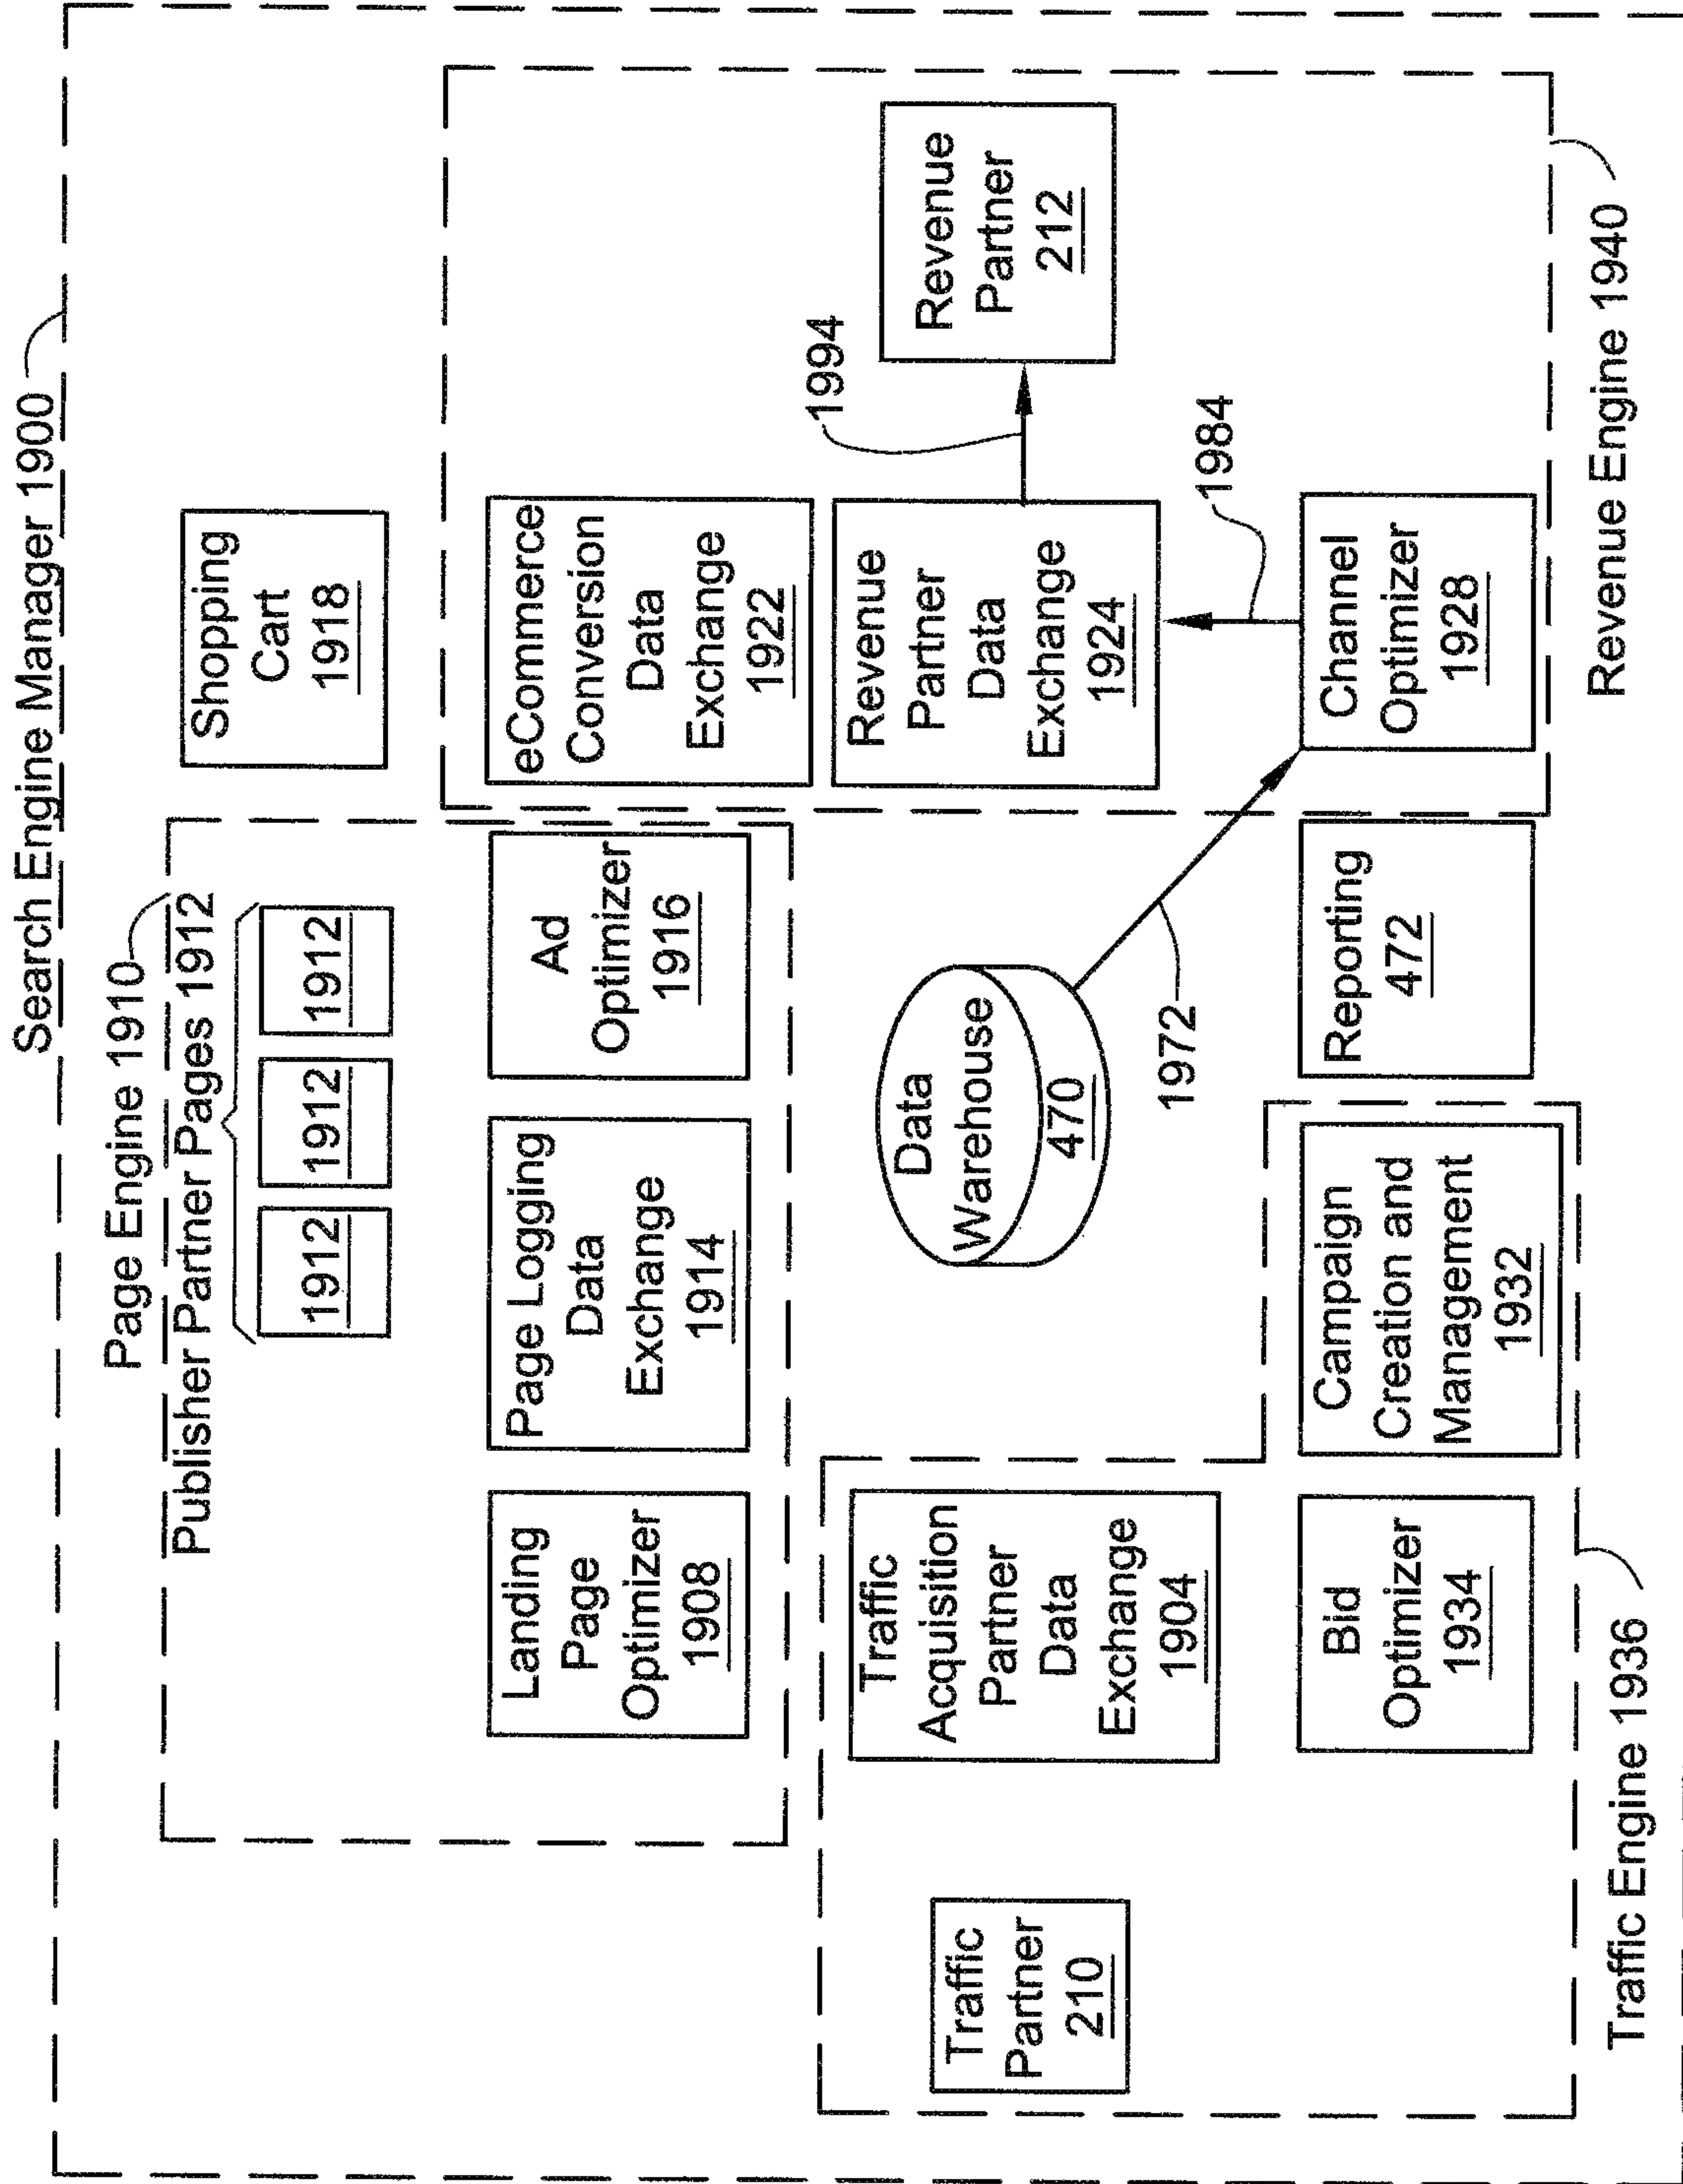 Search Engine Manager 1900
Page Engine 1910
Publisher Partner Pages 1912
1912
1912
1912
Shopping
Cart
1918
Landing
Page
Optimizer
1908
Page Logging
Data
Exchange
1914
Ad
Optimizer
1916
eCommerce
Conversion
Data
Exchange
1922
Traffic
Partner
210
Traffic
Acquisition
Partner
Data
Exchange
1904
Data
Warehouse
470
Revenue
Partner
Data
Exchange
1924
1994
Revenue
Partner
212
1972
1984
Bid
Optimizer
1934
Campaign
Creation and
Management
1932
Reporting
472
Channel
Optimizer
1928
Traffic Engine 1936
Revenue Engine 1940